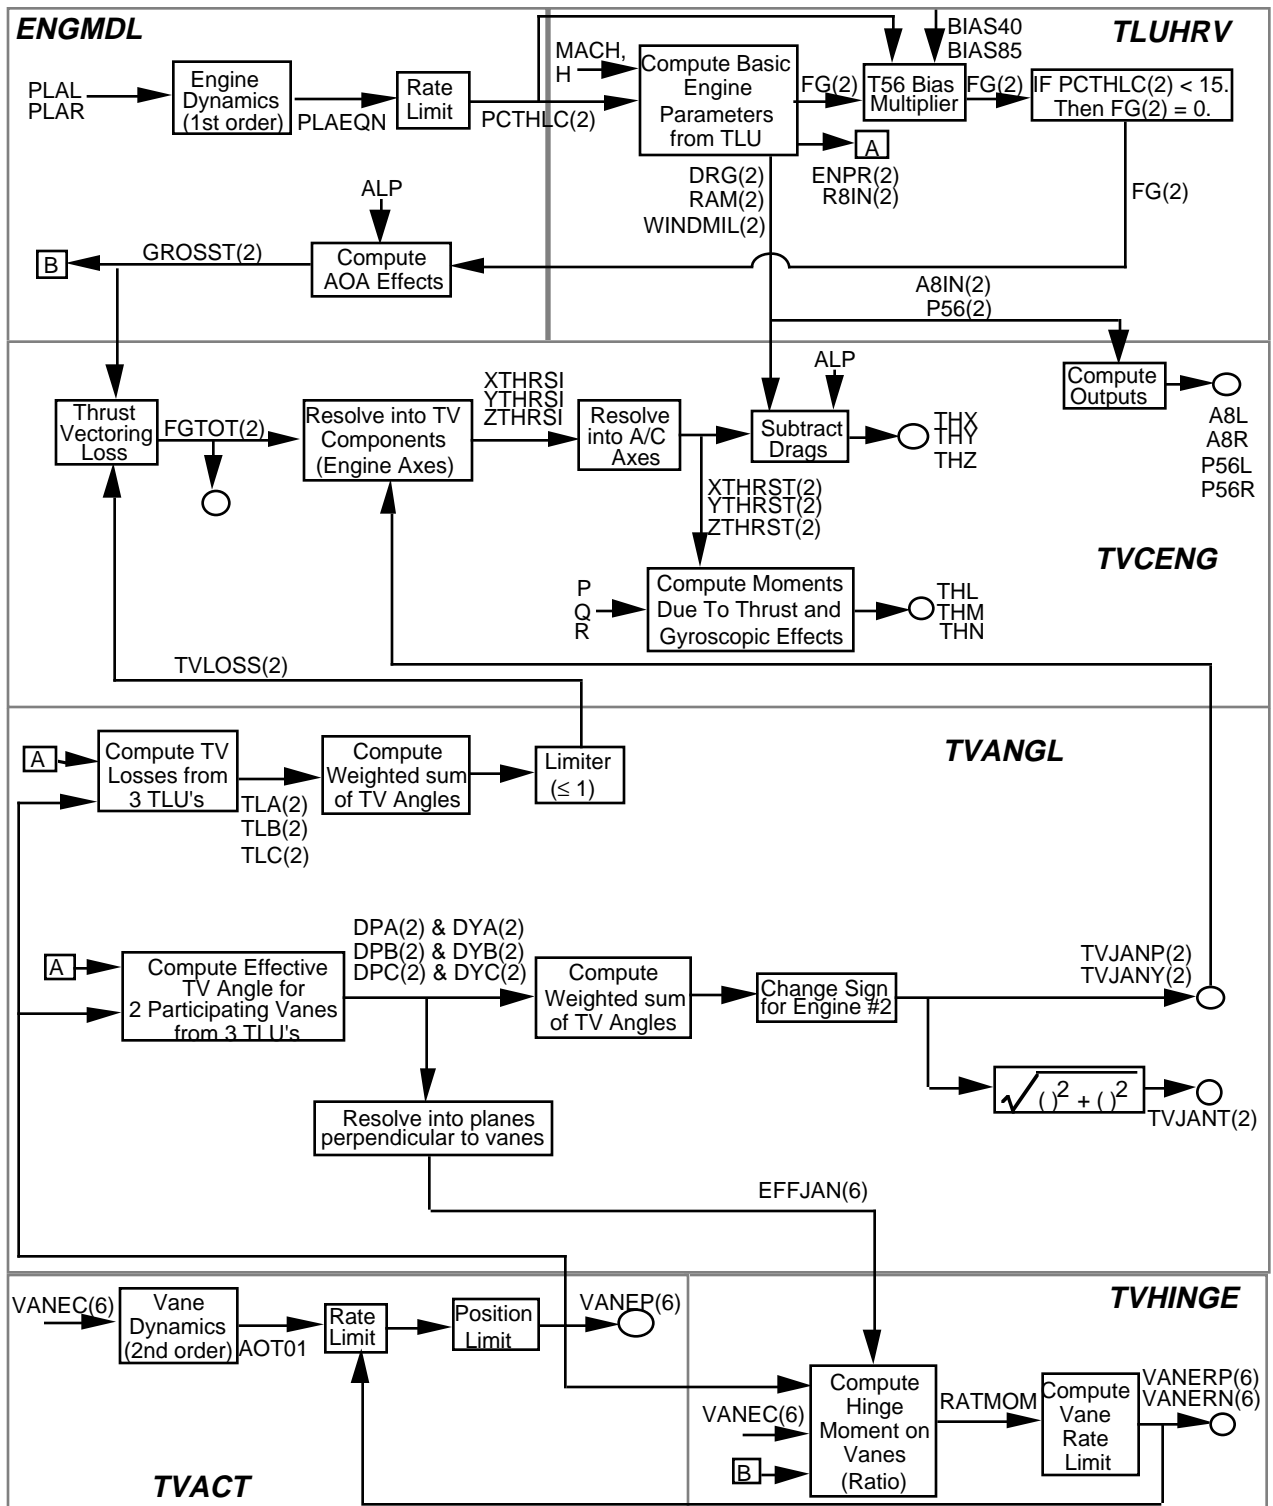 ENGMDL
TLUHRV
PLAL
PLAR
Engine
Dynamics
(1st order)
PLAEQN
Rate
Limit
PCTHLC(2)
MACH,
H
Compute Basic
Engine
Parameters
from TLU
FG(2)
BIAS40
BIAS85
T56 Bias
Multiplier
FG(2)
IF PCTHLC(2) < 15.
Then FG(2) = 0.
A
ENPR(2)
R8IN(2)
DRG(2)
RAM(2)
WINDMIL(2)
FG(2)
ALP
B
GROSST(2)
Compute
AOA Effects
A8IN(2)
P56(2)
Thrust
Vectoring
Loss
FGTOT(2)
Resolve into TV
Components
(Engine Axes)
XTHRSI
YTHRSI
ZTHRSI
Resolve
into A/C
Axes
ALP
Subtract
Drags
THX
THY
THZ
Compute
Outputs
A8L
A8R
P56L
P56R
XTHRST(2)
YTHRST(2)
ZTHRST(2)
TVCENG
P
Q
R
Compute Moments
Due To Thrust and
Gyroscopic Effects
THL
THM
THN
TVLOSS(2)
TVANGL
A
Compute TV
Losses from
3 TLU's
TLA(2)
TLB(2)
TLC(2)
Compute
Weighted sum
of TV Angles
Limiter
(≤ 1)
A
Compute Effective
TV Angle for
2 Participating Vanes
from 3 TLU's
DPA(2) & DYA(2)
DPB(2) & DYB(2)
DPC(2) & DYC(2)
Compute
Weighted sum
of TV Angles
Change Sign
for Engine #2
TVJANP(2)
TVJANY(2)
√( )2 + ( )2
TVJANT(2)
Resolve into planes
perpendicular to vanes
EFFJAN(6)
VANEC(6)
Vane
Dynamics
(2nd order)
AOT01
Rate
Limit
Position
Limit
VANEP(6)
TVHINGE
VANEC(6)
B
Compute
Hinge
Moment on
Vanes
(Ratio)
RATMOM
Compute
Vane
Rate
Limit
VANERP(6)
VANERN(6)
TVACT